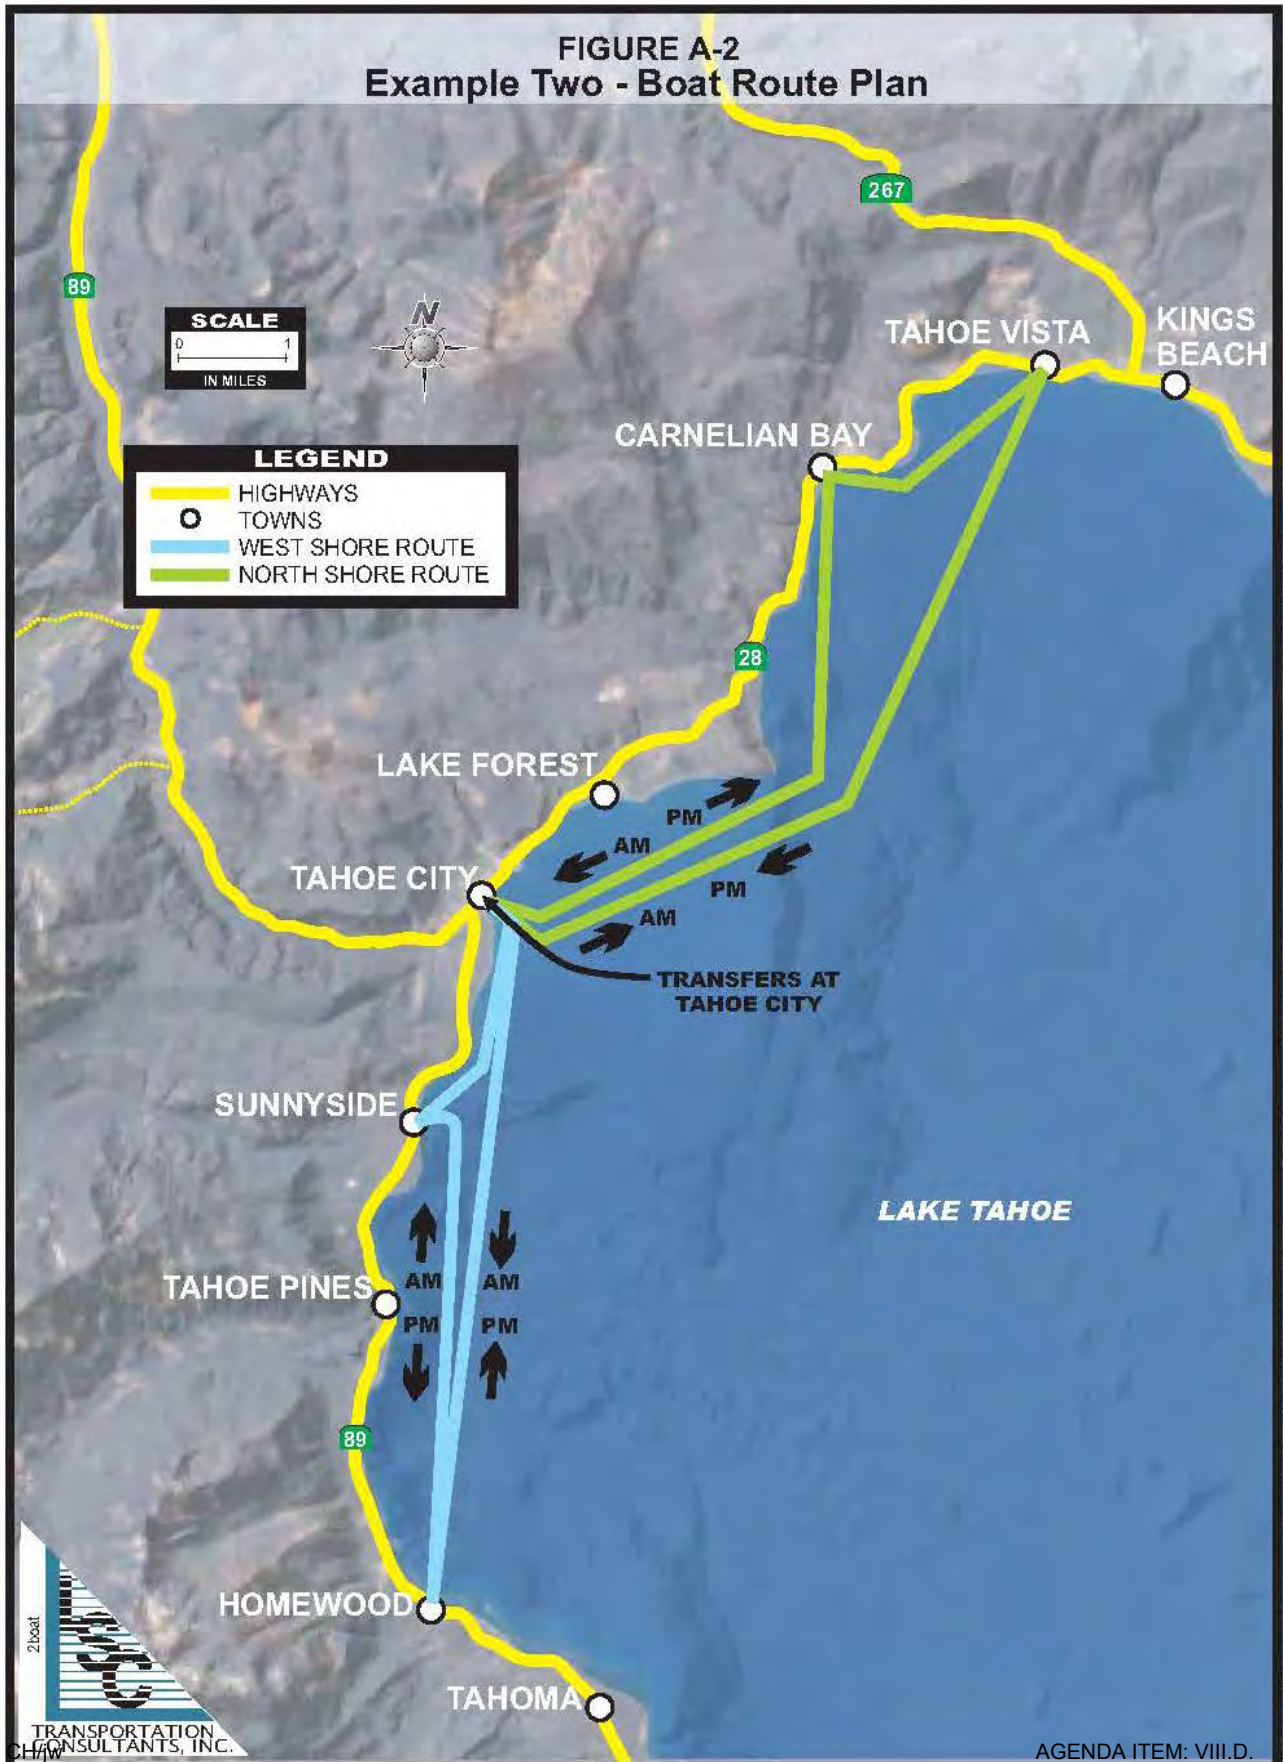 FIGURE A-2
Example Two - Boat Route Plan
267
89
SCALE
0 1
IN MILES
N
TAHOE VISTA
KINGS
BEACH
CARNELIAN BAY
LEGEND
HIGHWAYS
TOWNS
WEST SHORE ROUTE
NORTH SHORE ROUTE
28
LAKE FOREST
PM
AM
TAHOE CITY
PM
AM
TRANSFERS AT
TAHOE CITY
SUNNYSIDE
LAKE TAHOE
TAHOE PINES
AM AM
PM PM
89
HOMEWOOD
TAHOMA
2boat
LSC
TRANSPORTATION
CONSULTANTS, INC.
CH/jw
AGENDA ITEM: VIII.D.